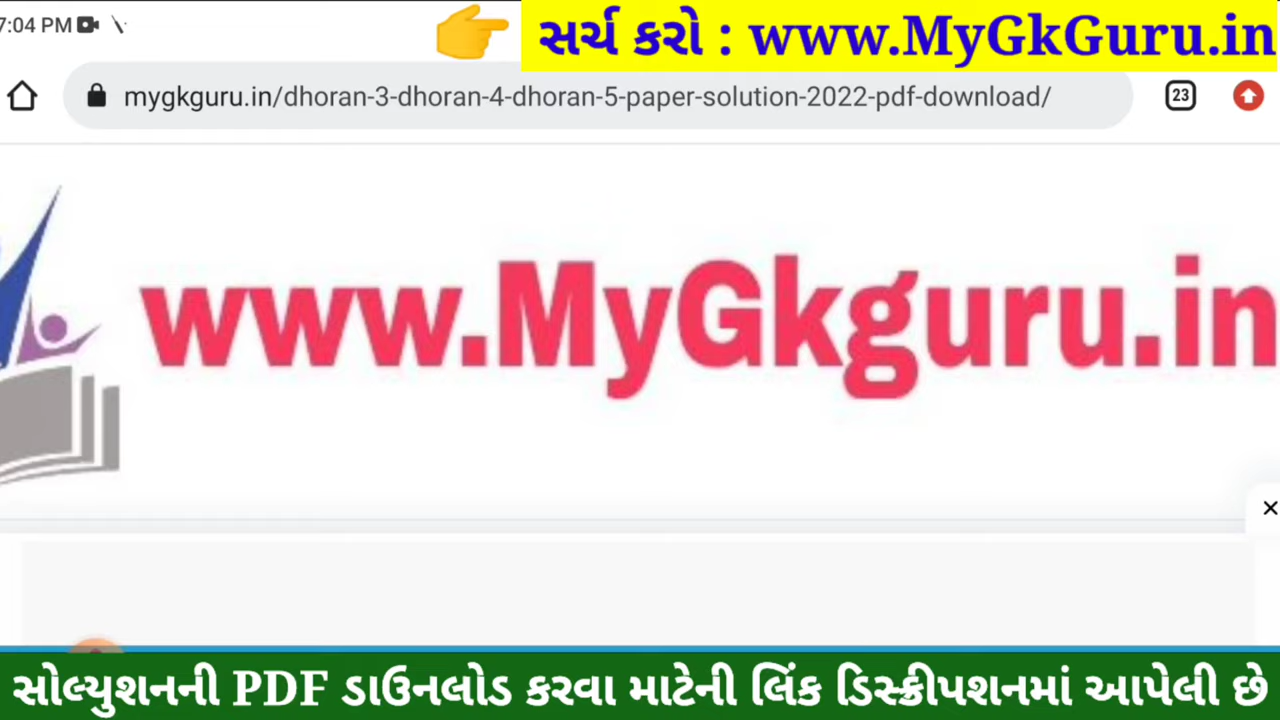 7:04 PM
👉 સર્ચ કરો : www.MyGkGuru.in
mygkguru.in/dhoran-3-dhoran-4-dhoran-5-paper-solution-2022-pdf-download/
23
www.MyGkguru.in
સોલ્યુશનની PDF ડાઉનલોડ કરવા માટેની લિંક ડિસ્ક્રીપશનમાં આપેલી છે